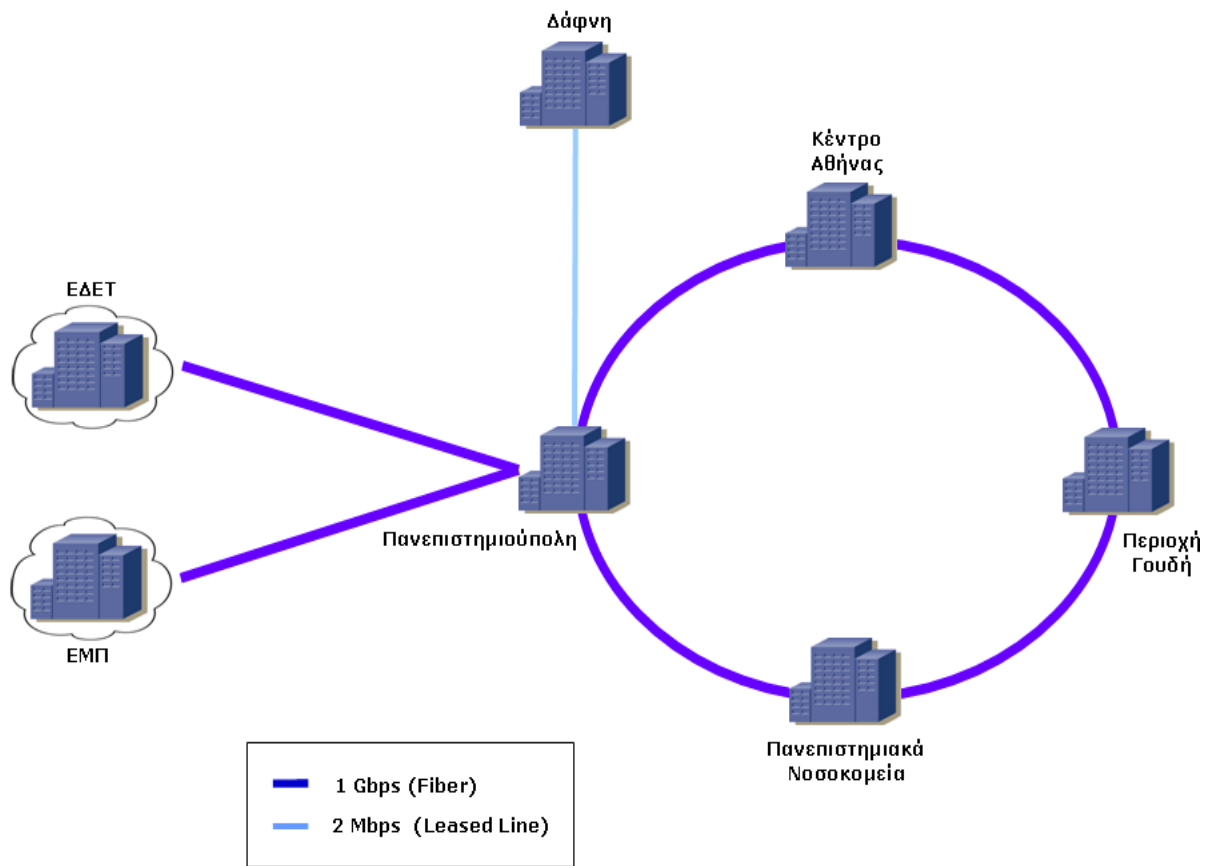 Δάφνη
Κέντρο
Αθήνας
ΕΔΕΤ
Πανεπιστημιούπολη
Περιοχή
Γουδή
ΕΜΠ
Πανεπιστημιακά
Νοσοκομεία
1 Gbps (Fiber)
2 Mbps (Leased Line)